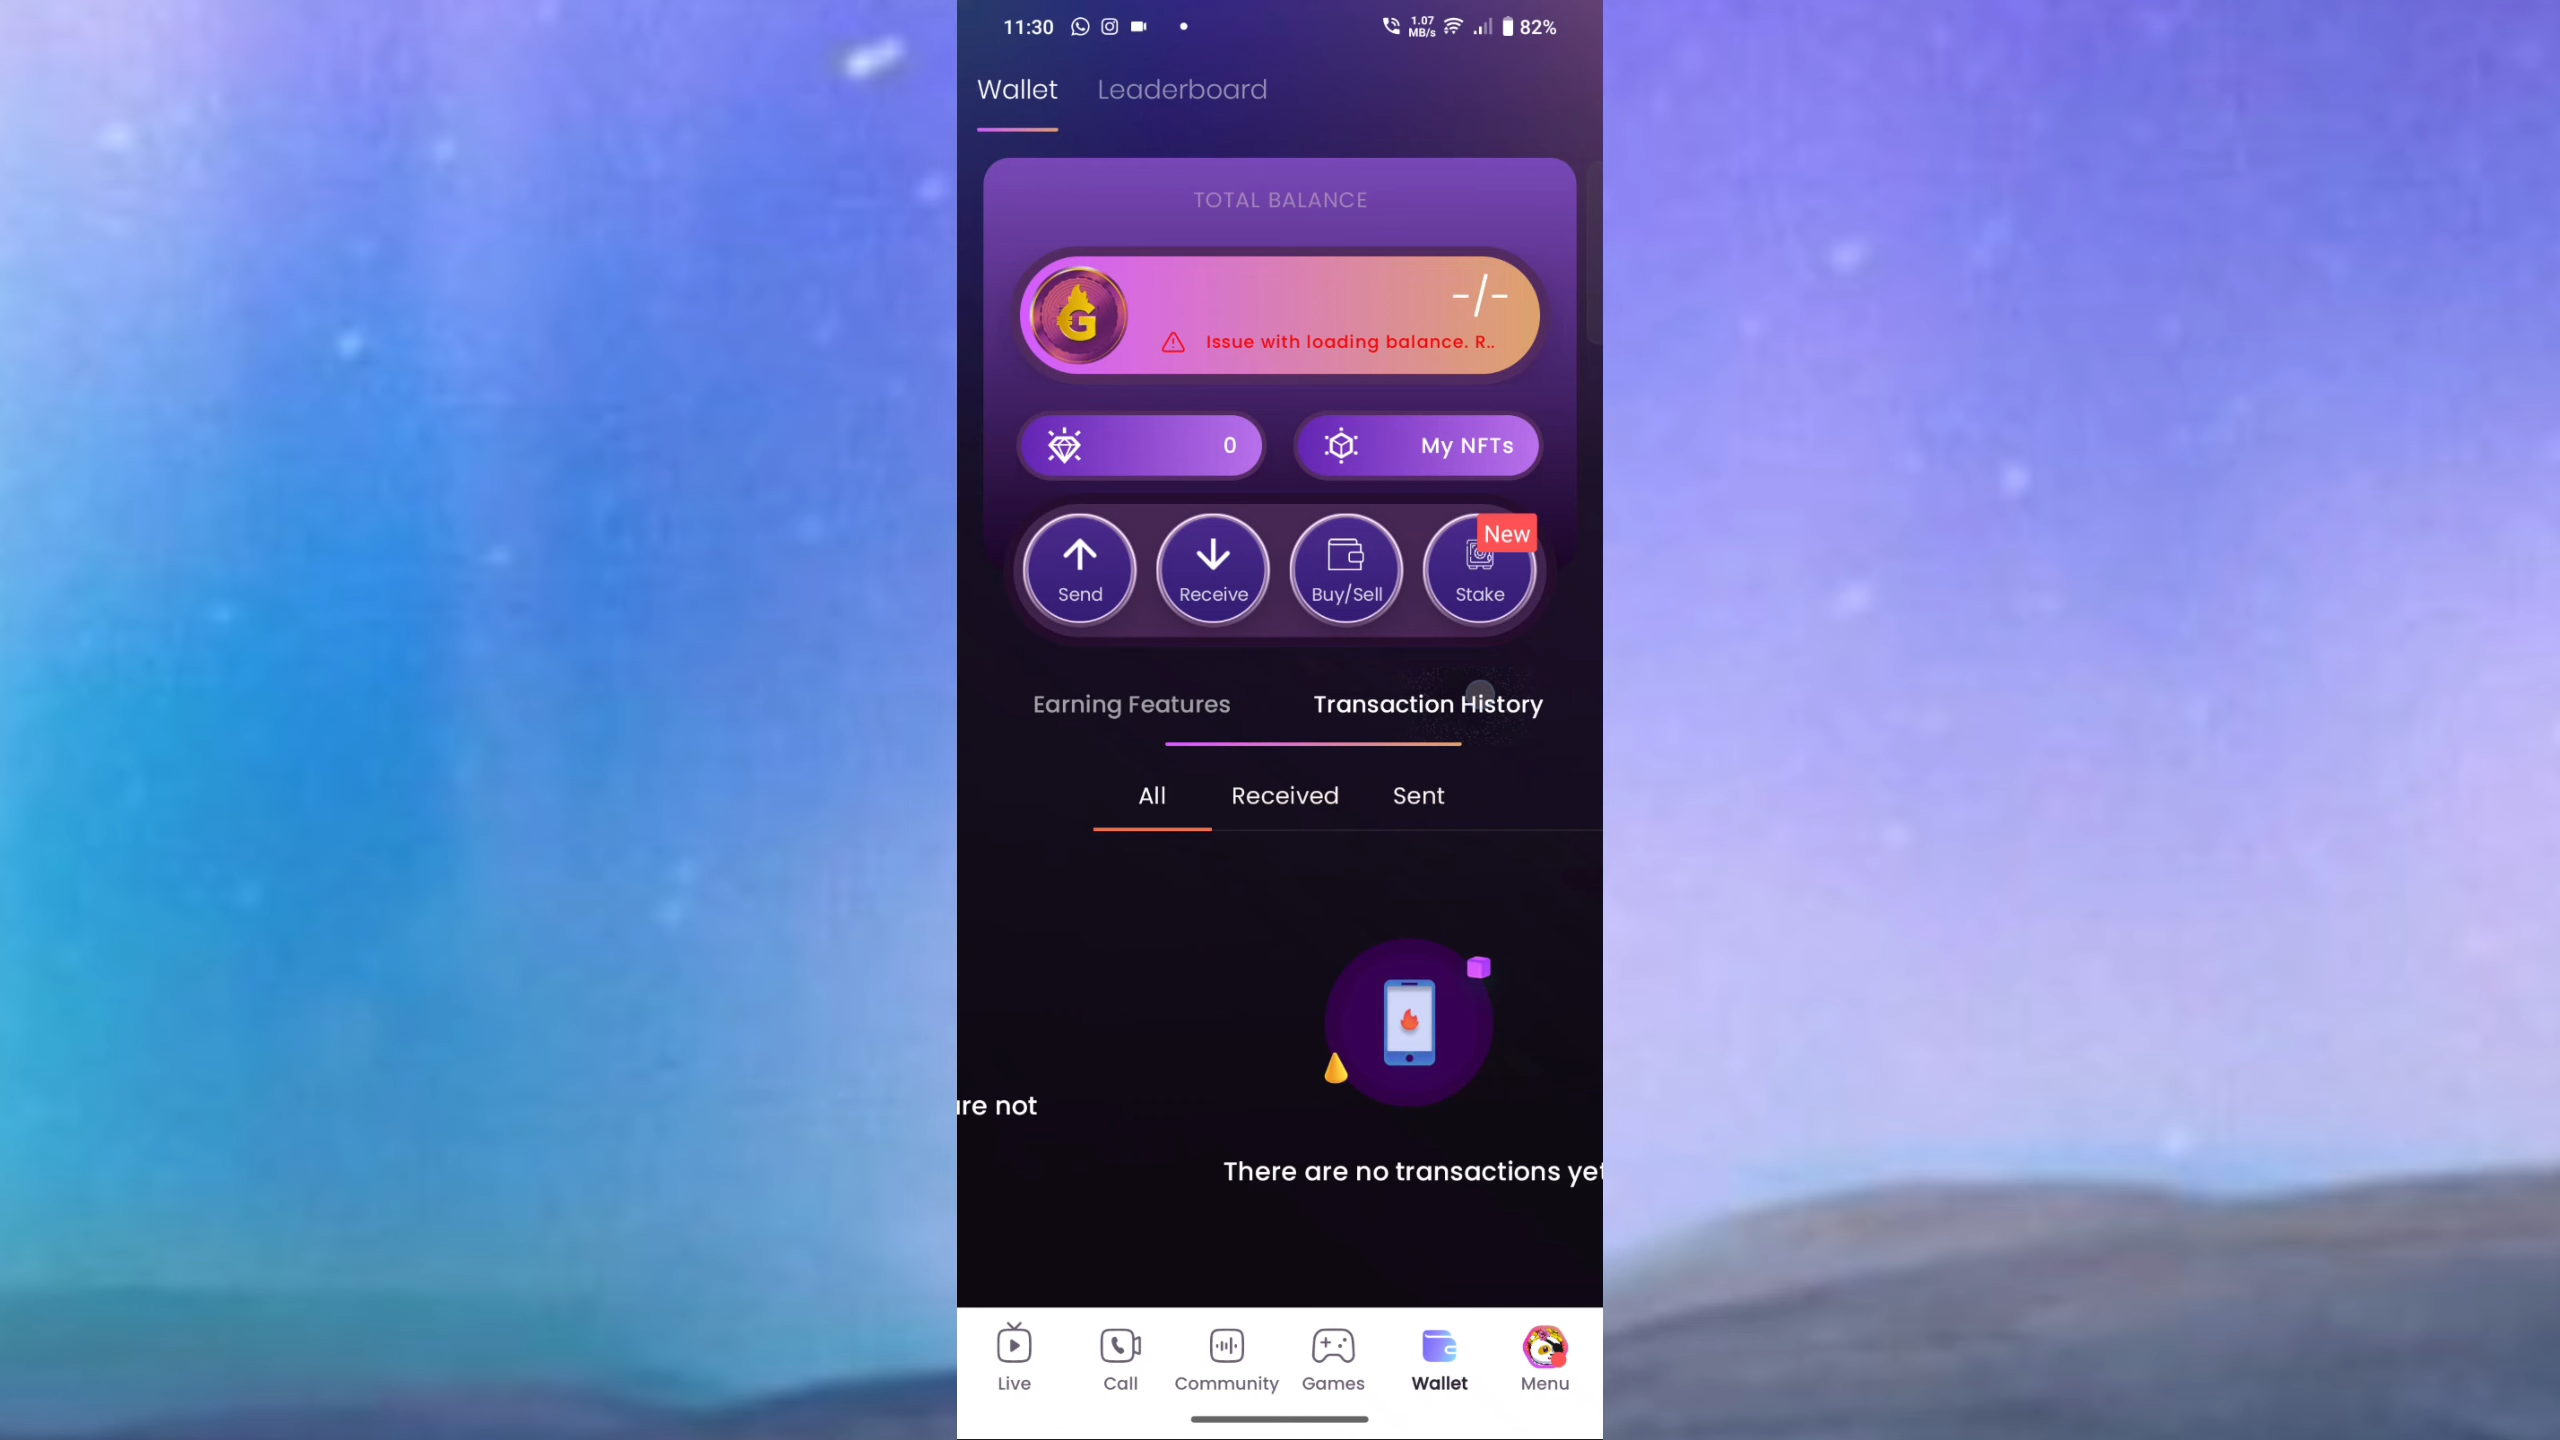 11:30
1.07
MB/s
82%
Wallet Leaderboard
TOTAL BALANCE
G
-/-
Issue with loading balance. R..
0
My NFTs
New
Send Receive Buy/Sell Stake
Earning Features Transaction History
All Received Sent
are not
There are no transactions yet
Live Call Community Games Wallet Menu